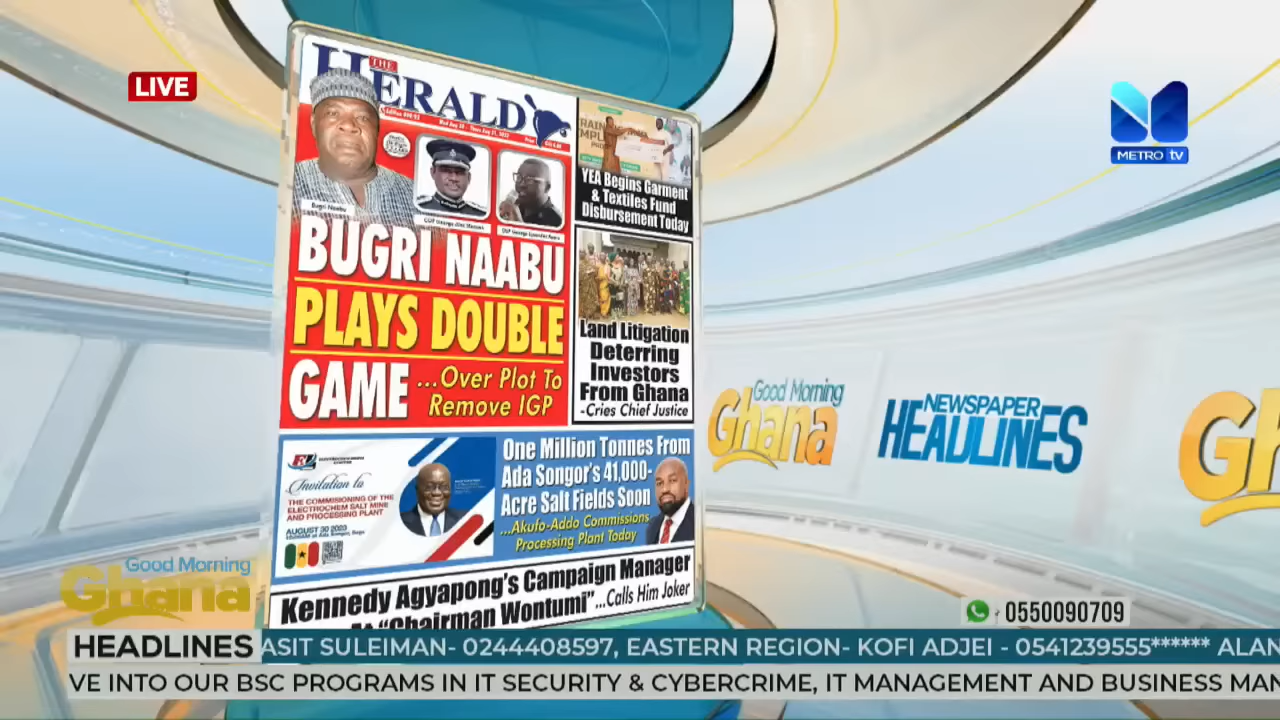 LIVE
METRO TV
THE
HERALD
Bugri Naabu
BUGRI NAABU
PLAYS DOUBLE
GAME
...Over Plot To
Remove IGP
YEA Begins Garment
& Textiles Fund
Disbursement Today
Land Litigation
Deterring
Investors
From Ghana
-Cries Chief Justice
Invitation to
THE COMMISIONING OF THE
ELECTROCHEM SALT MINE
AND PROCESSING PLANT
AUGUST 30 2023
One Million Tonnes From
Ada Songor's 41,000-
Acre Salt Fields Soon
...Akufo-Addo Commissions
Processing Plant Today
Kennedy Agyapong's Campaign Manager
"Chairman Wontumi" ...Calls Him Joker
Good Morning
Ghana
NEWSPAPER
HEADLINES
Good Morning
Ghana
0550090709
HEADLINES
ASIT SULEIMAN- 0244408597, EASTERN REGION- KOFI ADJEI - 0541239555****** ALAN
VE INTO OUR BSC PROGRAMS IN IT SECURITY & CYBERCRIME, IT MANAGEMENT AND BUSINESS MAN